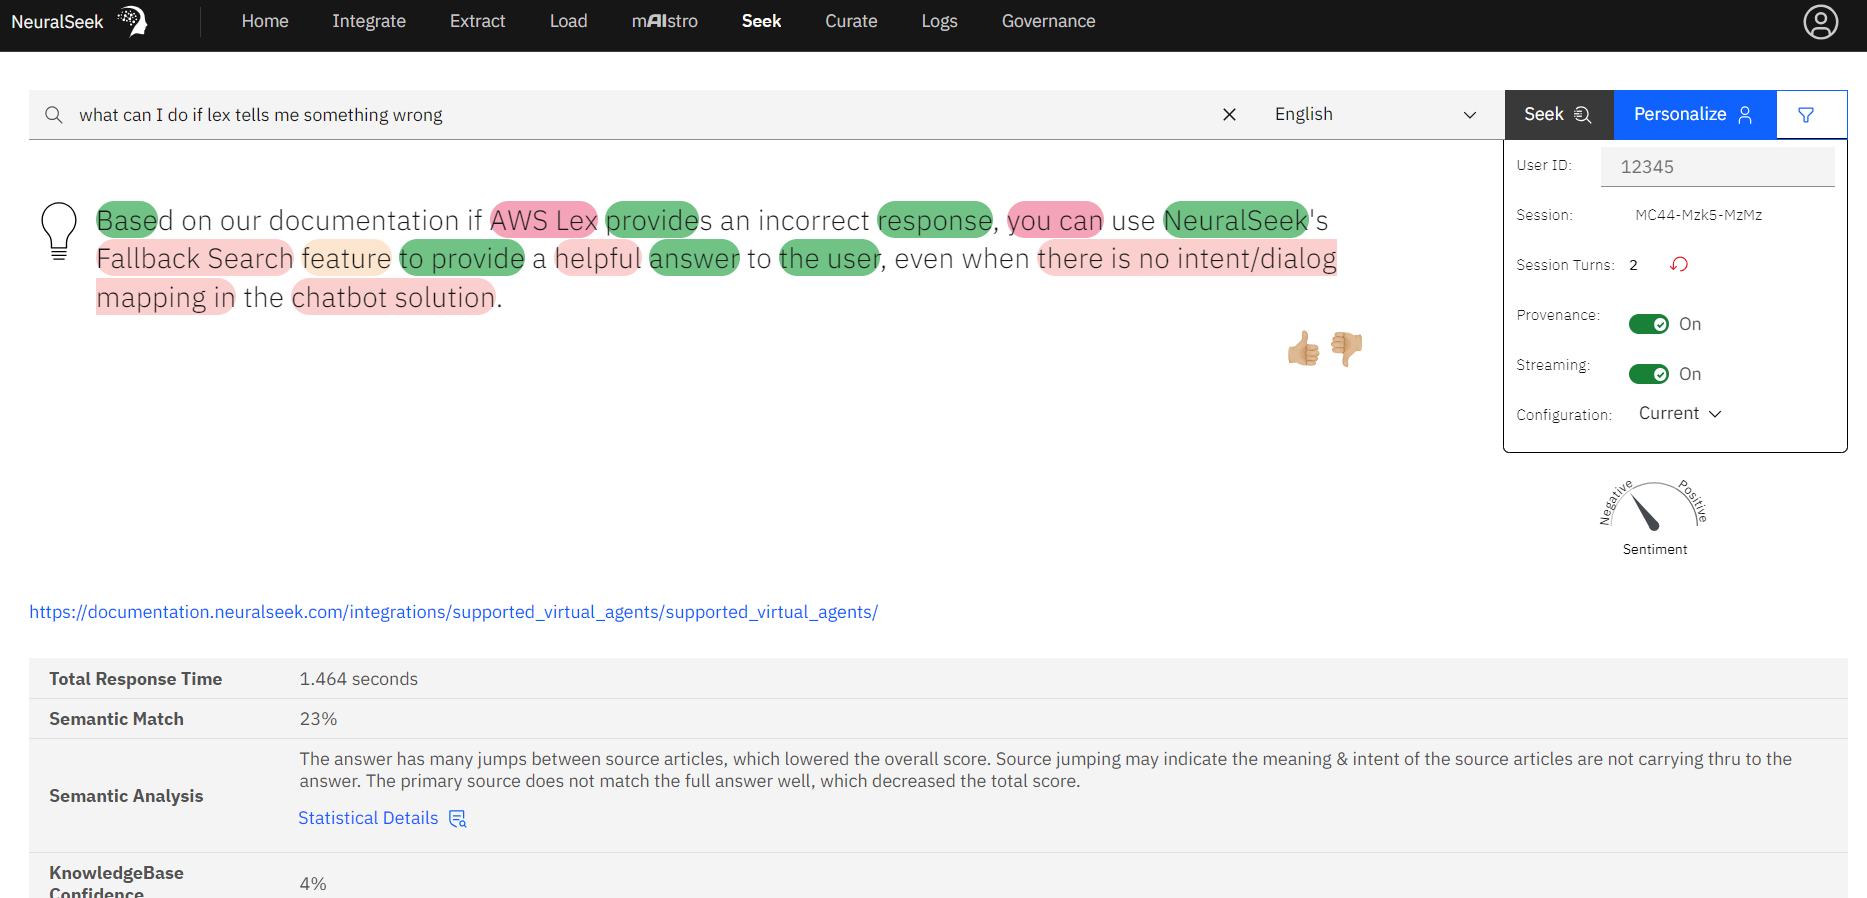 NeuralSeek Home Integrate Extract Load mAIstro Seek Curate Logs Governance
what can I do if lex tells me something wrong English Seek Personalize
User ID: 12345
Session: MC44-Mzk5-MzMz
Session Turns: 2
Provenance: On
Streaming: On
Configuration: Current
Based on our documentation if AWS Lex provides an incorrect response, you can use NeuralSeek's
Fallback Search feature to provide a helpful answer to the user, even when there is no intent/dialog
mapping in the chatbot solution.
Negative Positive
Sentiment
https://documentation.neuralseek.com/integrations/supported_virtual_agents/supported_virtual_agents/
Total Response Time 1.464 seconds
Semantic Match 23%
Semantic Analysis
The answer has many jumps between source articles, which lowered the overall score. Source jumping may indicate the meaning & intent of the source articles are not carrying thru to the
answer. The primary source does not match the full answer well, which decreased the total score.
Statistical Details
KnowledgeBase
Confidence
4%